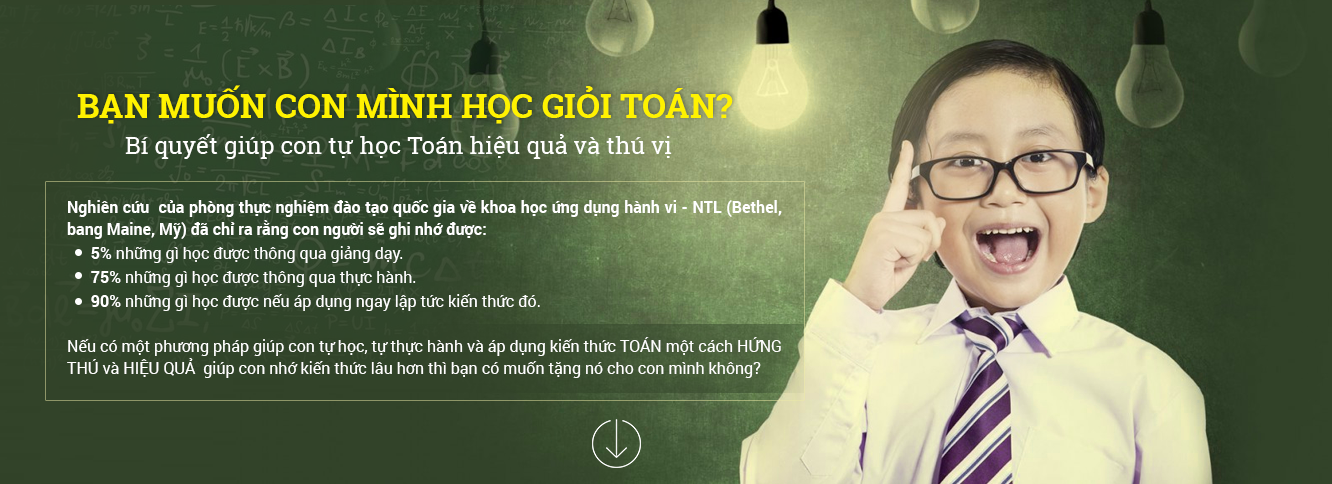 BẠN MUỐN CON MÌNH HỌC GIỎI TOÁN?
Bí quyết giúp con tự học Toán hiệu quả và thú vị
Nghiên cứu của phòng thực nghiệm đào tạo quốc gia về khoa học ứng dụng hành vi - NTL (Bethel,
bang Maine, Mỹ) đã chỉ ra rằng con người sẽ ghi nhớ được:
• 5% những gì học được thông qua giảng dạy.
• 75% những gì học được thông qua thực hành.
• 90% những gì học được nếu áp dụng ngay lập tức kiến thức đó.
Nếu có một phương pháp giúp con tự học, tự thực hành và áp dụng kiến thức TOÁN một cách HỨNG
THÚ và HIỆU QUẢ giúp con nhớ kiến thức lâu hơn thì bạn có muốn tặng nó cho con mình không?